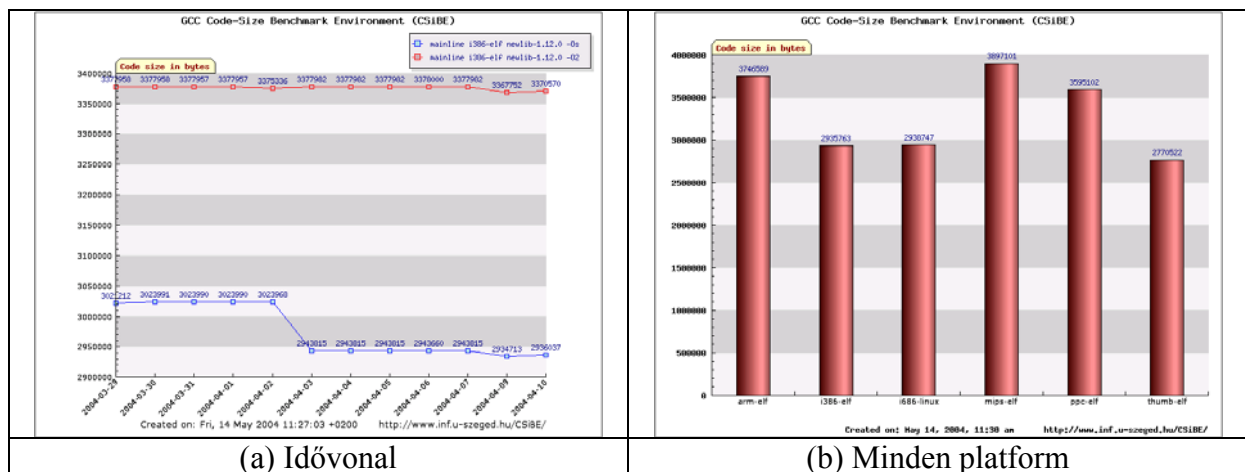 GCC Code-Size Benchmark Environment (CSiBE)
mainline i386-elf newlib-1.12.0 -Os
mainline i386-elf newlib-1.12.0 -O2
Code size in bytes
3400000
3350000
3300000
3250000
3200000
3150000
3100000
3050000
3000000
2950000
2900000
3377958 3377958 3377957 3377957 3375336 3377982 3377982 3377982 3378000 3377982 3367752 3370570
3023991 3023990 3023990 3023968
2943815 2943815 2943815 2943660 2943815 2934713 2936037
2004-03-29 2004-03-30 2004-03-31 2004-04-01 2004-04-02 2004-04-03 2004-04-04 2004-04-05 2004-04-06 2004-04-07 2004-04-09 2004-04-10
Created on: Fri, 14 May 2004 11:27:03 +0200 http://www.inf.u-szeged.hu/CSiBE/
(a) Idővonal
GCC Code-Size Benchmark Environment (CSiBE)
Code size in bytes
4000000
3500000
3000000
2500000
2000000
1500000
1000000
500000
0
3746589 2935763 2938747 3897101 3595102 2770522
arm-elf i386-elf i686-linux mips-elf ppc-elf thumb-elf
Created on: May 14, 2004, 11:30 am http://www.inf.u-szeged.hu/CSiBE/
(b) Minden platform